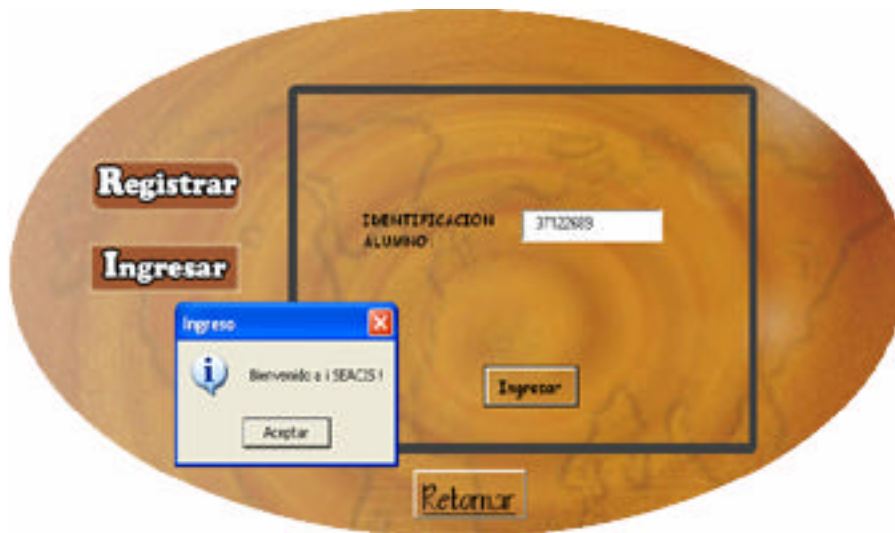 Registrar
IDENTIFICACION
ALUMNO
37122689
Ingresar
Ingreso
Bienvenido a ¡ SEACIS !
Aceptar
Ingresar
Retornar